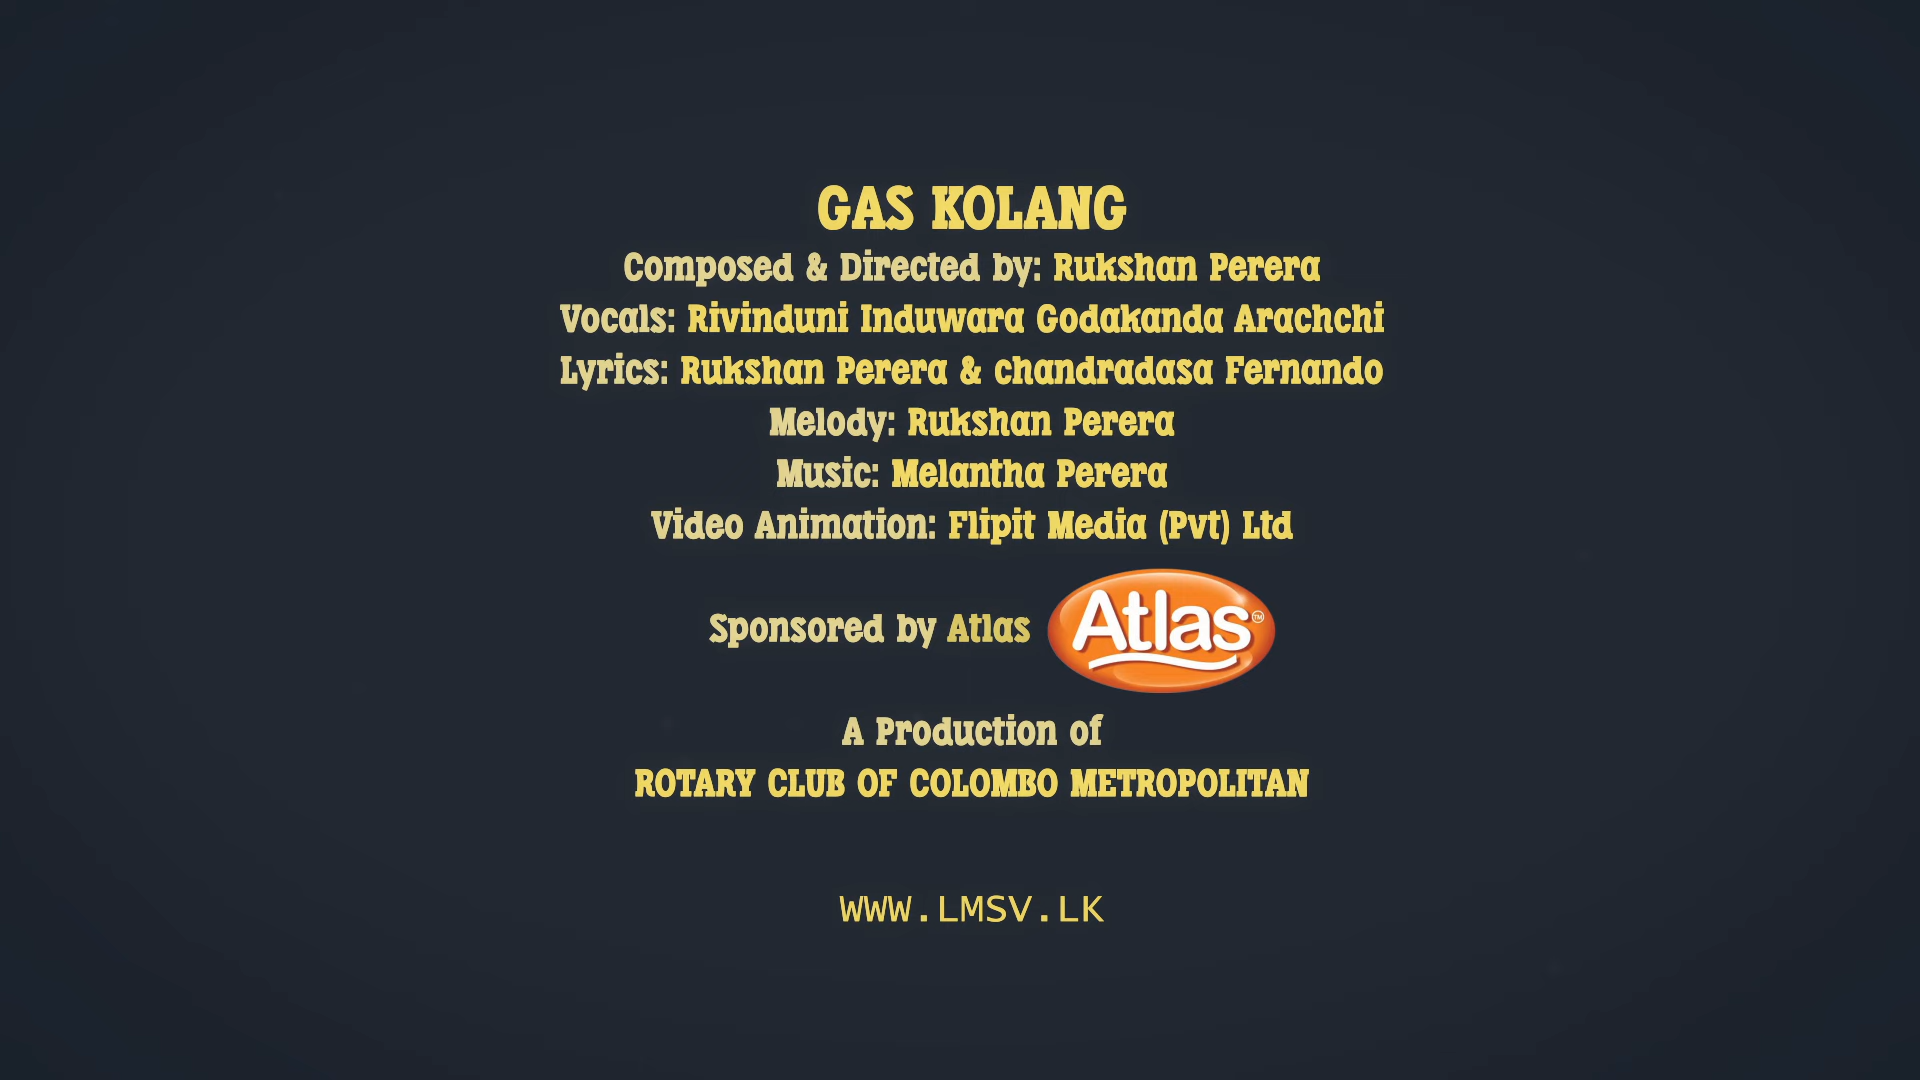 GAS KOLANG
Composed & Directed by: Rukshan Perera
Vocals: Rivinduni Induwara Godakanda Arachchi
Lyrics: Rukshan Perera & chandradasa Fernando
Melody: Rukshan Perera
Music: Melantha Perera
Video Animation: Flipit Media (Pvt) Ltd
Sponsored by Atlas Atlas™
A Production of
ROTARY CLUB OF COLOMBO METROPOLITAN
WWW.LMSV.LK